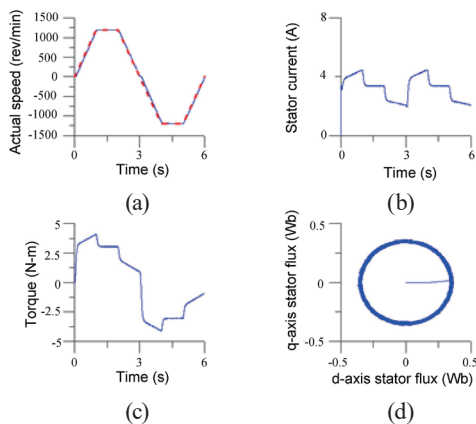 1500
1000
500
0
-500
-1000
-1500
Actual speed (rev/min)
0
3
6
Time (s)
(a)
8
4
0
Stator current (A)
0
3
6
Time (s)
(b)
5
2.5
0
-2.5
-5
Torque (N-m)
0
3
6
Time (s)
(c)
0.5
0
-0.5
q-axis stator flux (Wb)
-0.5
0
0.5
d-axis stator flux (Wb)
(d)